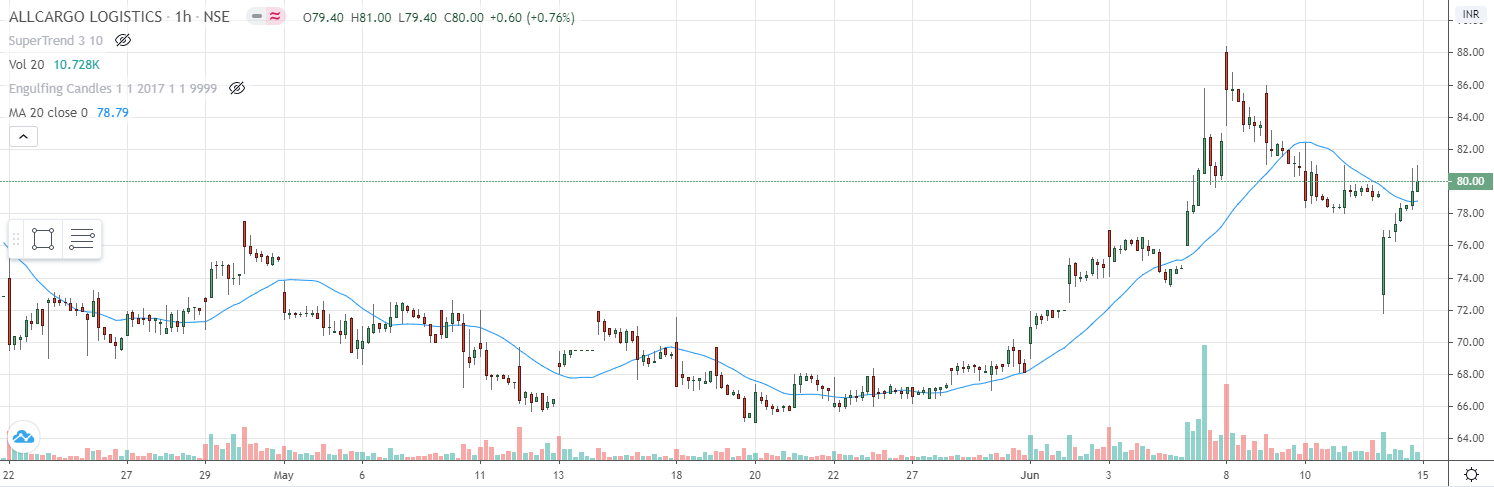 ALLCARGO LOGISTICS · 1h · NSE O79.40 H81.00 L79.40 C80.00 +0.60 (+0.76%)
INR
SuperTrend 3 10
Vol 20 10.728K
Engulfing Candles 1 1 2017 1 1 9999
MA 20 close 0 78.79
88.00
86.00
84.00
82.00
80.00
78.00
76.00
74.00
72.00
70.00
68.00
66.00
64.00
22 27 29 May 6 11 13 18 20 22 27 Jun 3 8 10 15